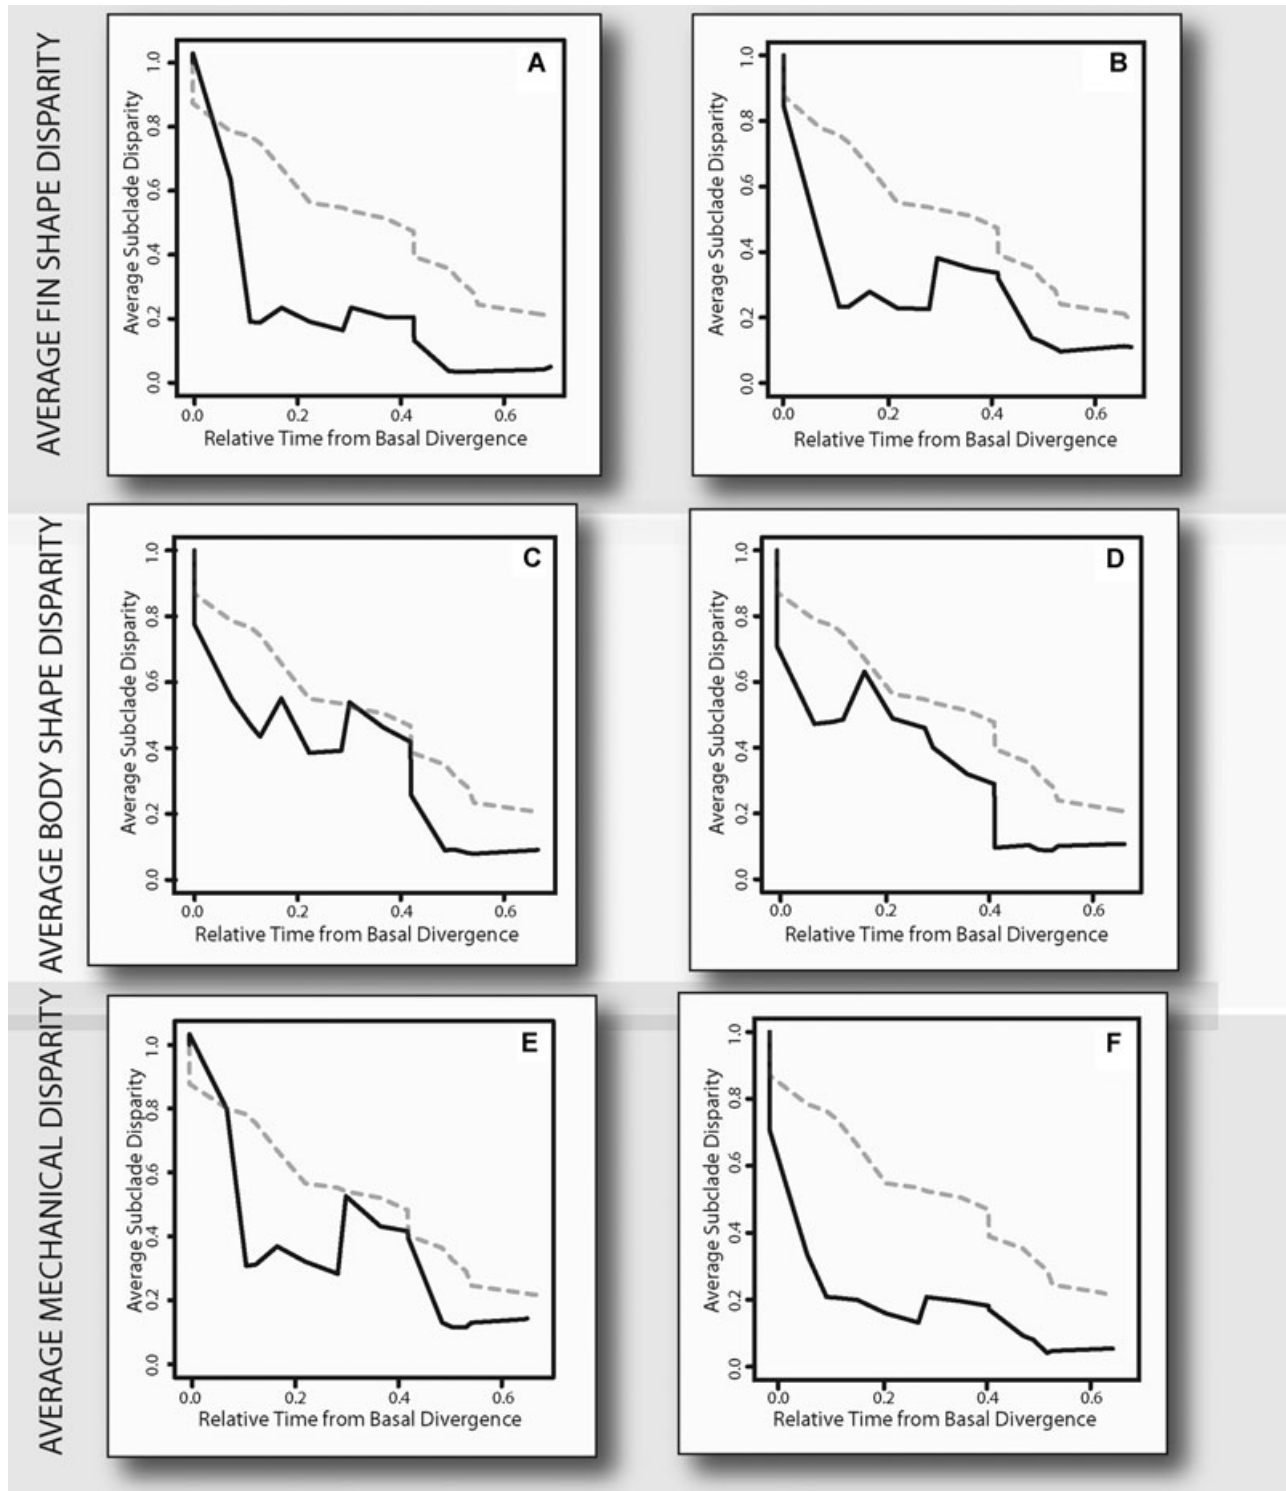 AVERAGE FIN SHAPE DISPARITY
A
Average Subclade Disparity
1.0
0.8
0.6
0.4
0.2
0.0
0.0 0.2 0.4 0.6
Relative Time from Basal Divergence
B
Average Subclade Disparity
1.0
0.8
0.6
0.4
0.2
0.0
0.0 0.2 0.4 0.6
Relative Time from Basal Divergence
AVERAGE BODY SHAPE DISPARITY
C
Average Subclade Disparity
1.0
0.8
0.6
0.4
0.2
0.0
0.0 0.2 0.4 0.6
Relative Time from Basal Divergence
D
Average Subclade Disparity
1.0
0.8
0.6
0.4
0.2
0.0
0.0 0.2 0.4 0.6
Relative Time from Basal Divergence
AVERAGE MECHANICAL DISPARITY
E
Average Subclade Disparity
1.0
0.8
0.6
0.4
0.2
0.0
0.0 0.2 0.4 0.6
Relative Time from Basal Divergence
F
Average Subclade Disparity
1.0
0.8
0.6
0.4
0.2
0.0
0.0 0.2 0.4 0.6
Relative Time from Basal Divergence